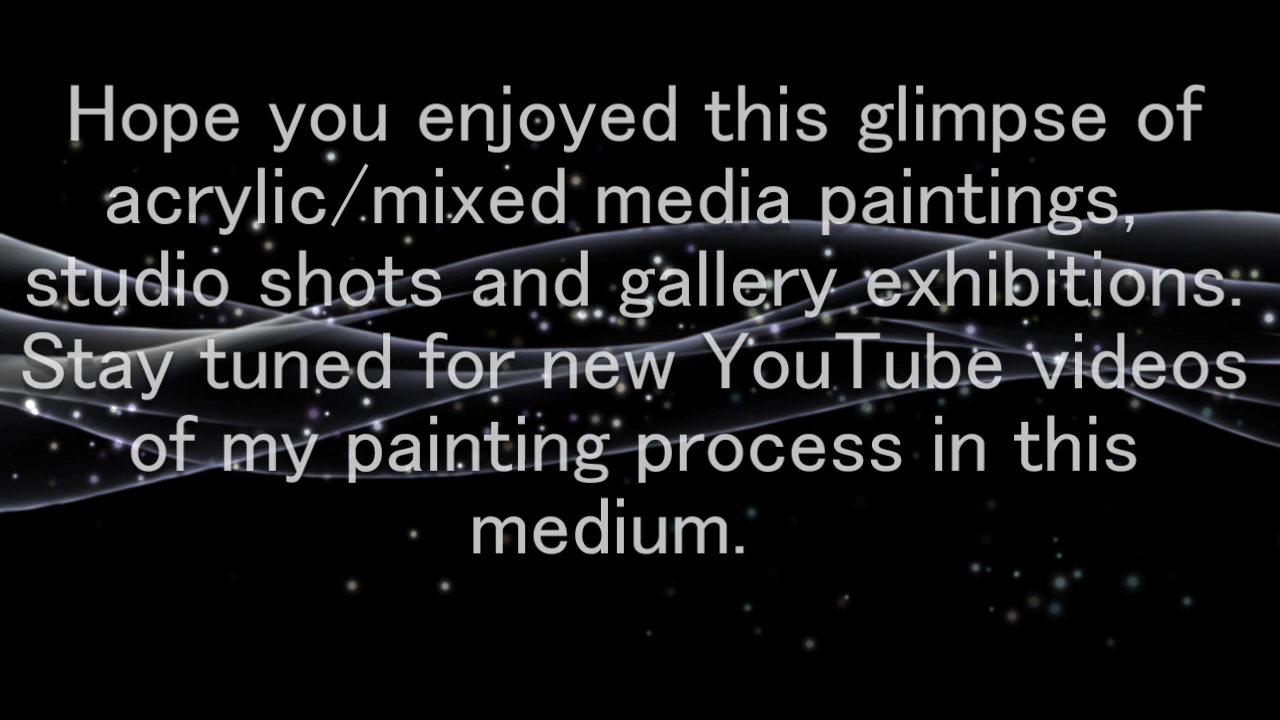 Hope you enjoyed this glimpse of
acrylic/mixed media paintings,
studio shots and gallery exhibitions.
Stay tuned for new YouTube videos
of my painting process in this
medium.